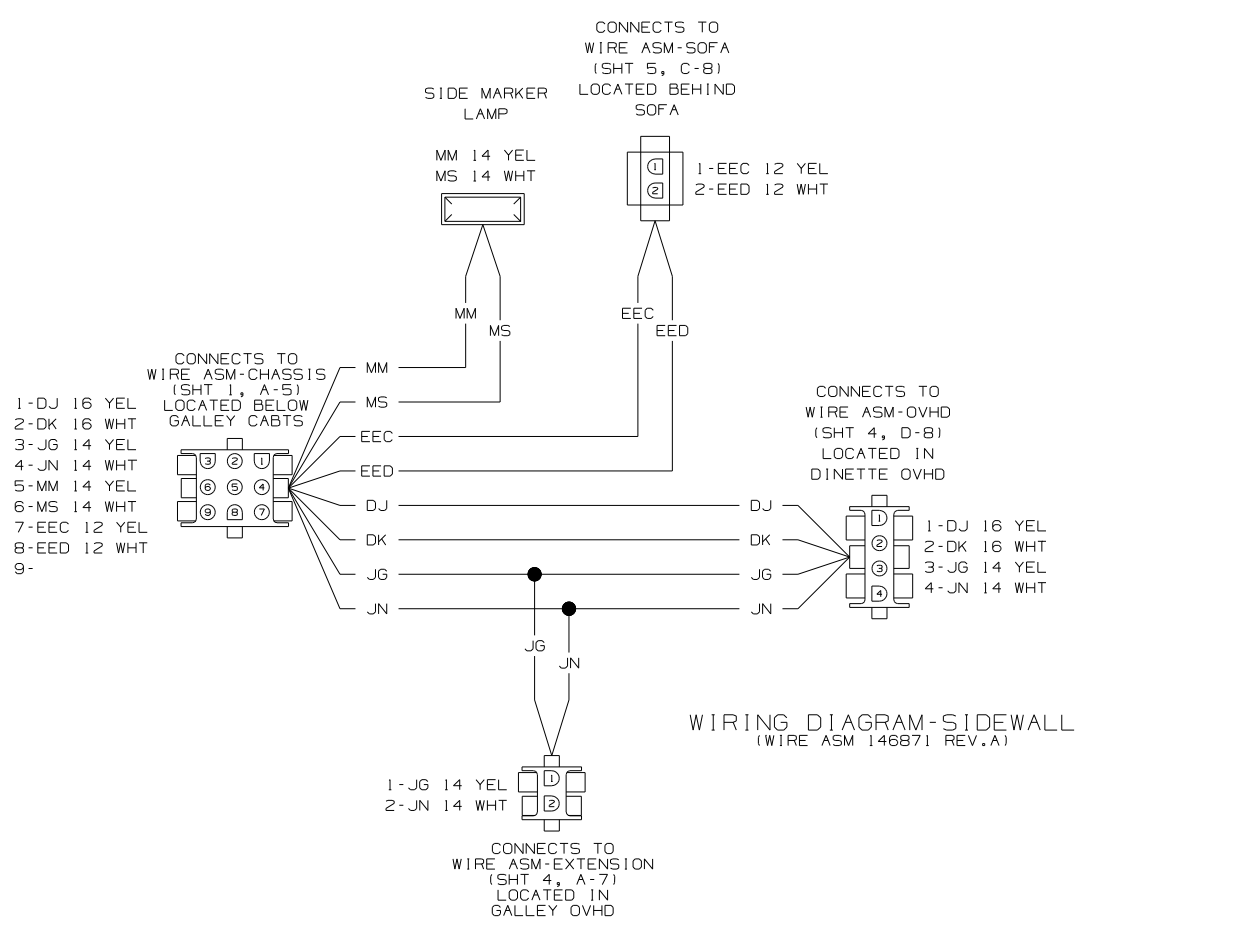 CONNECTS TO
WIRE ASM-SOFA
(SHT 5, C-8)
LOCATED BEHIND
SOFA
SIDE MARKER
LAMP
MM 14 YEL
MS 14 WHT
1
2
1-EEC 12 YEL
2-EED 12 WHT
MM
MS
EEC
EED
CONNECTS TO
WIRE ASM-CHASSIS
(SHT 1, A-5)
LOCATED BELOW
GALLEY CABTS
1-DJ 16 YEL
2-DK 16 WHT
3-JG 14 YEL
4-JN 14 WHT
5-MM 14 YEL
6-MS 14 WHT
7-EEC 12 YEL
8-EED 12 WHT
9-
3 2 1
6 5 4
9 8 7
MM
MS
EEC
EED
DJ
DK
JG
JN
DJ
DK
JG
JN
CONNECTS TO
WIRE ASM-OVHD
(SHT 4, D-8)
LOCATED IN
DINETTE OVHD
1
2
3
4
1-DJ 16 YEL
2-DK 16 WHT
3-JG 14 YEL
4-JN 14 WHT
JG
JN
WIRING DIAGRAM-SIDEWALL
(WIRE ASM 146871 REV.A)
1-JG 14 YEL
2-JN 14 WHT
1
2
CONNECTS TO
WIRE ASM-EXTENSION
(SHT 4, A-7)
LOCATED IN
GALLEY OVHD